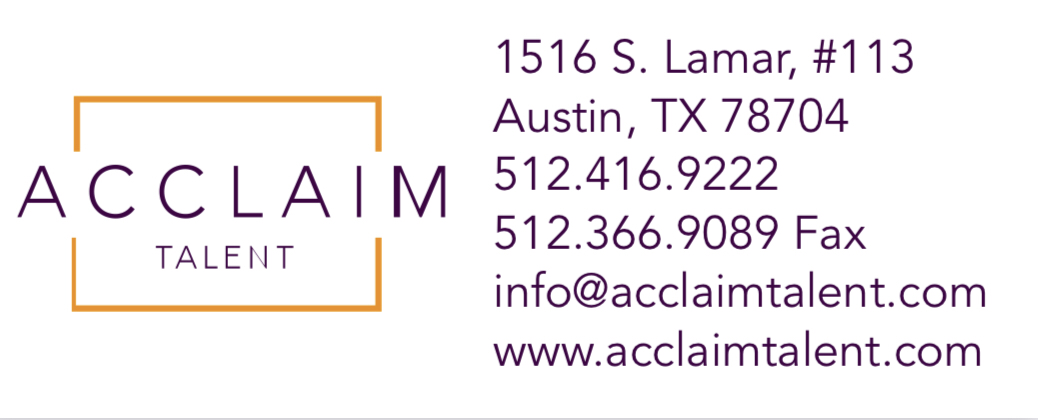 ACCLAIM
TALENT
1516 S. Lamar, #113
Austin, TX 78704
512.416.9222
512.366.9089 Fax
info@acclaimtalent.com
www.acclaimtalent.com